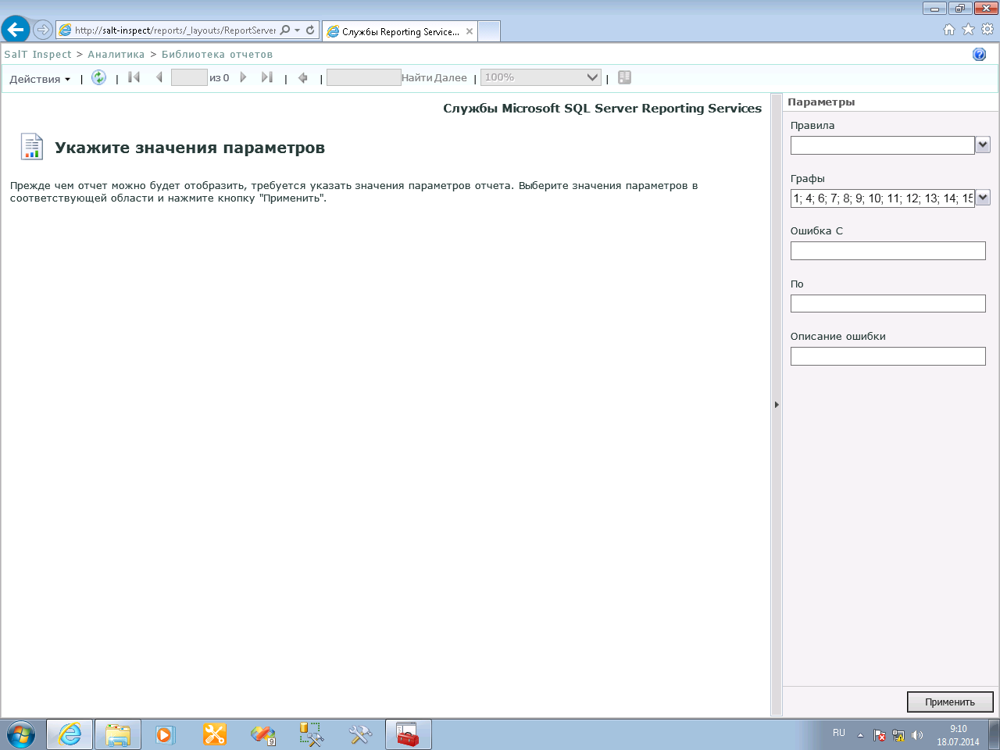 http://salt-inspect/reports/_layouts/ReportServer
Службы Reporting Service...
SalT Inspect > Аналитика > Библиотека отчетов
Действия
из 0
Найти Далее
100%
Службы Microsoft SQL Server Reporting Services
Укажите значения параметров
Прежде чем отчет можно будет отобразить, требуется указать значения параметров отчета. Выберите значения параметров в
соответствующей области и нажмите кнопку "Применить".
Параметры
Правила
Графы
1; 4; 6; 7; 8; 9; 10; 11; 12; 13; 14; 15
Ошибка С
По
Описание ошибки
Применить
9
RU
9:10
18.07.2014